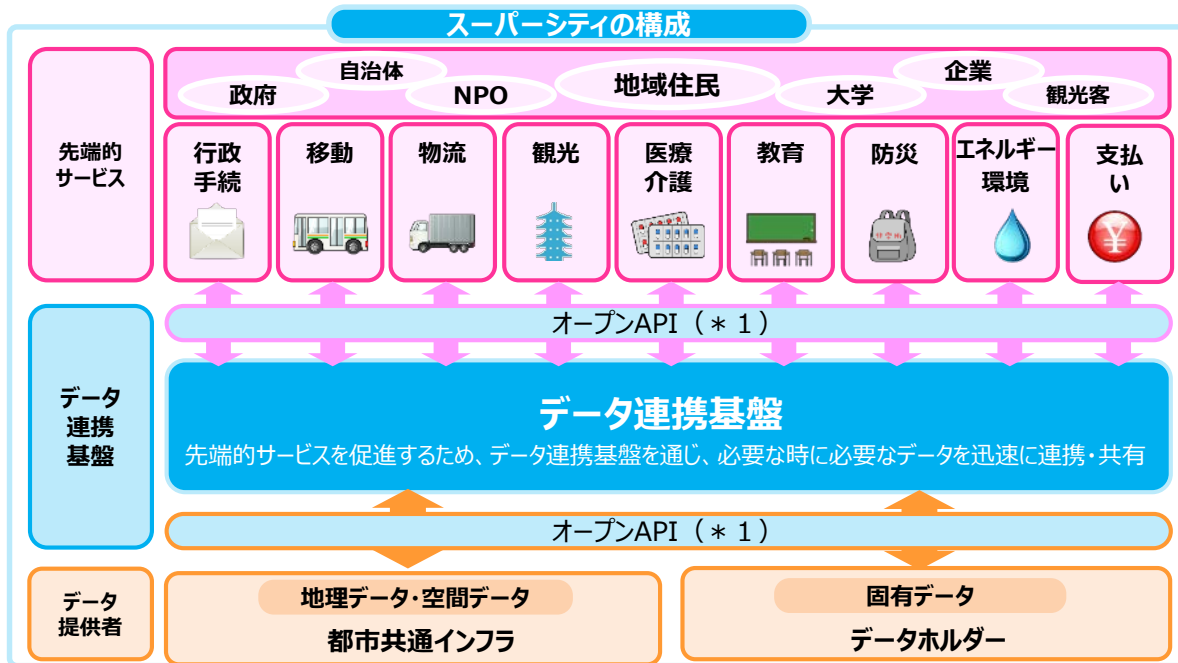 スーパーシティの構成
先端的
サービス
自治体
企業
政府
NPO
地域住民
大学
観光客
行政
手続
移動
物流
観光
医療
介護
教育
防災
エネルギー
環境
支払
い
データ
連携
基盤
オープンAPI（＊１）
データ連携基盤
先端的サービスを促進するため、データ連携基盤を通じ、必要な時に必要なデータを迅速に連携・共有
オープンAPI（＊１）
データ
提供者
地理データ・空間データ
都市共通インフラ
固有データ
データホルダー